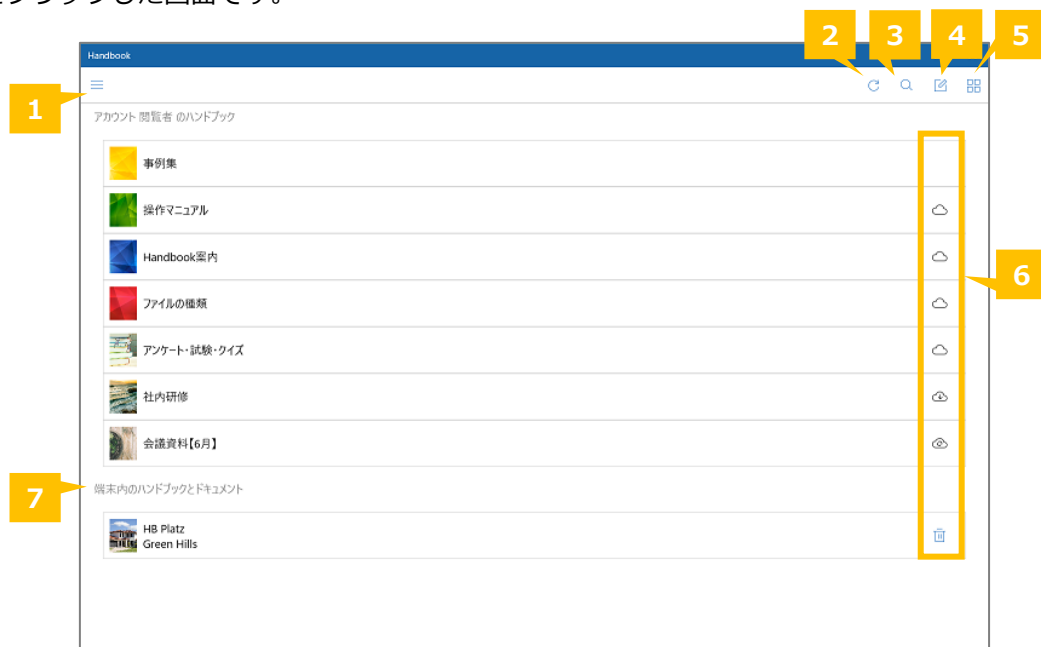 2 3 4 5
Handbook
1
アカウント 閲覧者 のハンドブック
事例集
操作マニュアル
Handbook案内
6
ファイルの種類
アンケート・試験・クイズ
社内研修
会議資料【6月】
7
端末内のハンドブックとドキュメント
HB Platz
Green Hills